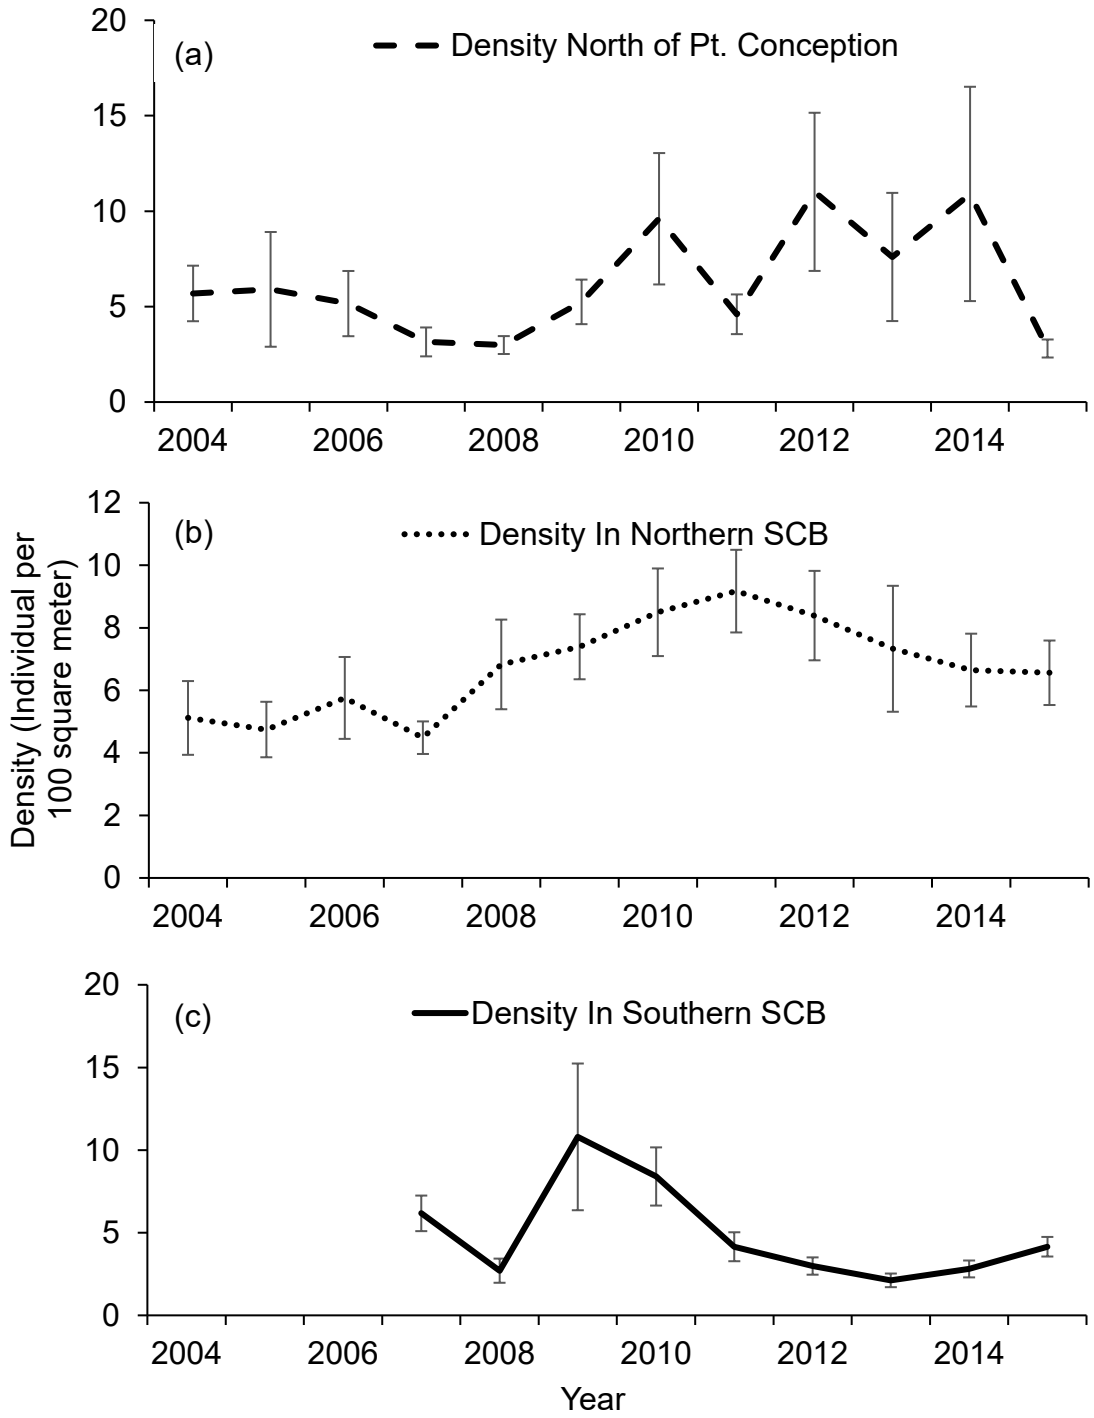 20
(a)
Density North of Pt. Conception
15
10
5
0
2004 2006 2008 2010 2012 2014
12
(b)
Density In Northern SCB
10
8
6
4
2
0
Density (Individual per
100 square meter)
2004 2006 2008 2010 2012 2014
20
(c)
Density In Southern SCB
15
10
5
0
2004 2006 2008 2010 2012 2014
Year